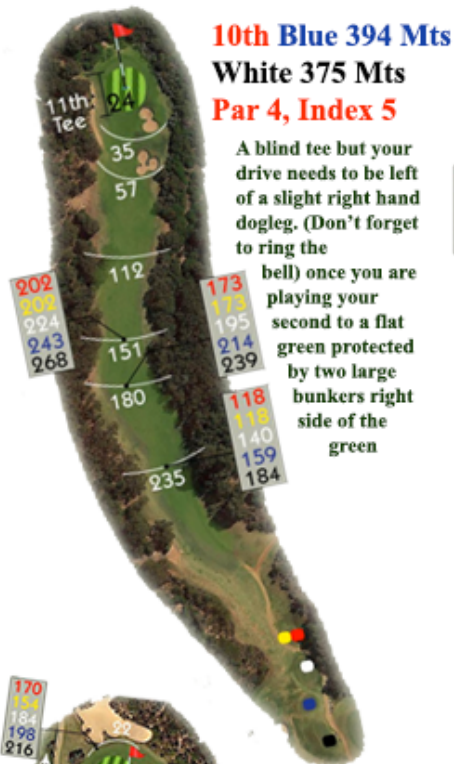 10th Blue 394 Mts
White 375 Mts
Par 4, Index 5
A blind tee but your
drive needs to be left
of a slight right hand
dogleg. (Don't forget
to ring the
bell) once you are
playing your
second to a flat
green protected
by two large
bunkers right
side of the
green
11th
Tee
24
35
57
112
202
202
224
243
268
151
173
173
195
214
239
180
118
118
140
159
184
235
170
154
184
198
216
22